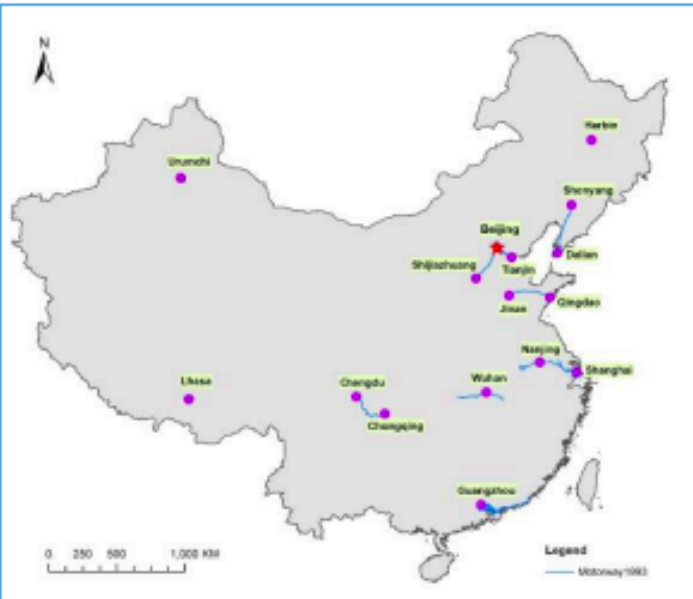 N
Harbin
Urumchi
Shenyang
Beijing
Dalian
Shijiazhuang
Tianjin
Jinan
Qingdao
Nanjing
Shanghai
Lhasa
Chengdu
Wuhan
Chongqing
Guangzhou
0 250 500 1,000 KM
Legend
Motorway1993